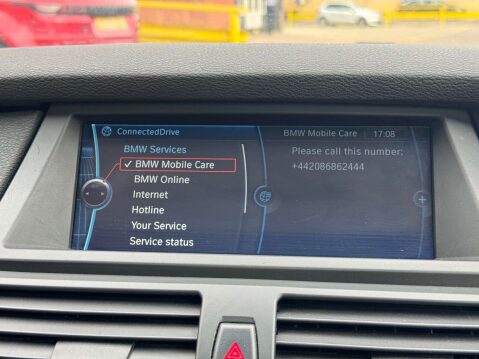 ConnectedDrive
BMW Mobile Care
17:08
BMW Services
✓ BMW Mobile Care
BMW Online
Internet
Hotline
Your Service
Service status
Please call this number:
+442086862444